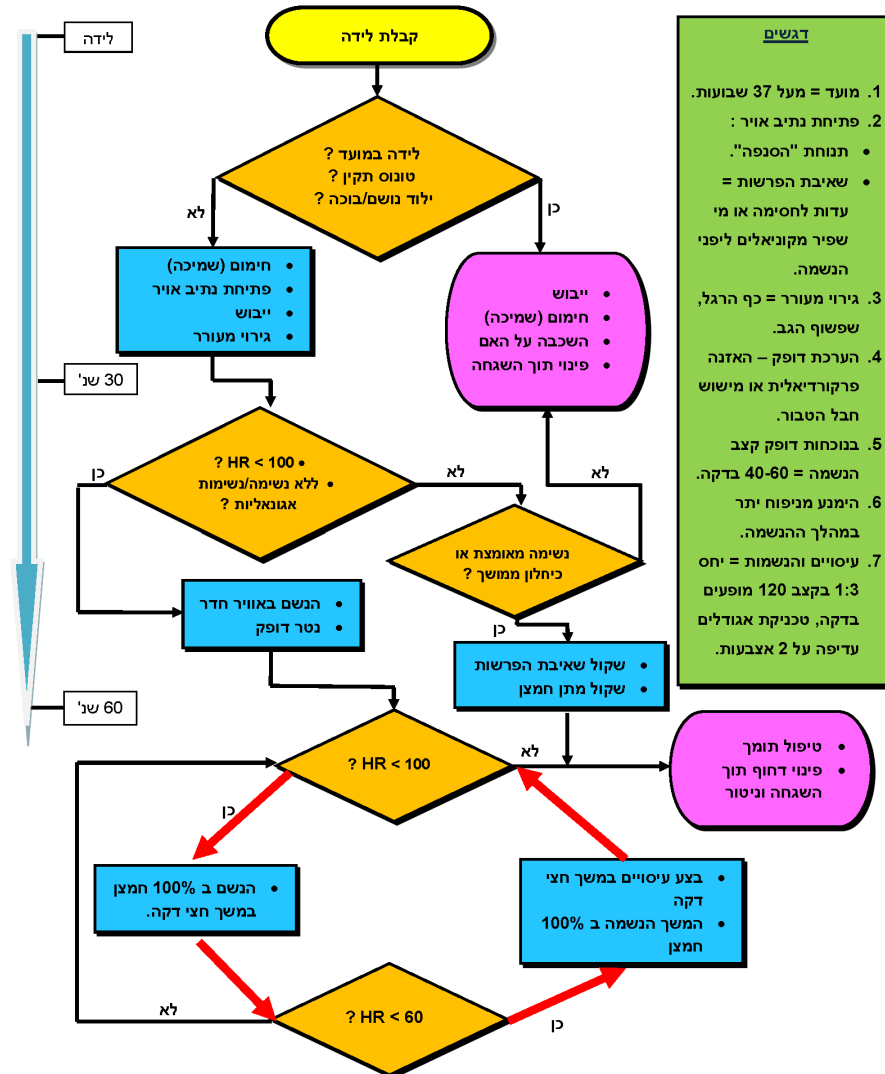 לידה
קבלת לידה
לידה במועד ?
טונוס תקין ?
ילוד נושם/בוכה ?
לא
כן
• חימום (שמיכה)
• פתיחת נתיב אויר
• ייבוש
• גירוי מעורר
• ייבוש
• חימום (שמיכה)
• השכבה על האם
• פינוי תוך השגחה
30 שנ'
• HR < 100 ?
• ללא נשימה/נשימות
אגונאליות ?
כן
לא
לא
נשימה מאומצת או
כיחלון ממושך ?
• הנשם באוויר חדר
• נטר דופק
כן
• שקול שאיבת הפרשות
• שקול מתן חמצן
60 שנ'
HR < 100 ?
לא
• טיפול תומך
• פינוי דחוף תוך
השגחה וניטור
כן
• הנשם ב 100% חמצן
במשך חצי דקה.
• בצע עיסויים במשך חצי
דקה
• המשך הנשמה ב 100%
חמצן
HR < 60 ?
לא
כן
דגשים
1. מועד = מעל 37 שבועות.
2. פתיחת נתיב אויר :
• תנוחת "הסנפה".
• שאיבת הפרשות =
עדות לחסימה או מי
שפיר מקוניאלים ליפני
הנשמה.
3. גירוי מעורר = כף הרגל,
שפשוף הגב.
4. הערכת דופק – האזנה
פרקורדיאלית או מישוש
חבל הטבור.
5. בנוכחות דופק קצב
הנשמה = 40-60 בדקה.
6. הימנע מניפוח יתר
במהלך ההנשמה.
7. עיסויים והנשמות = יחס
1:3 בקצב 120 מופעים
בדקה, טכניקת אגודלים
עדיפה על 2 אצבעות.